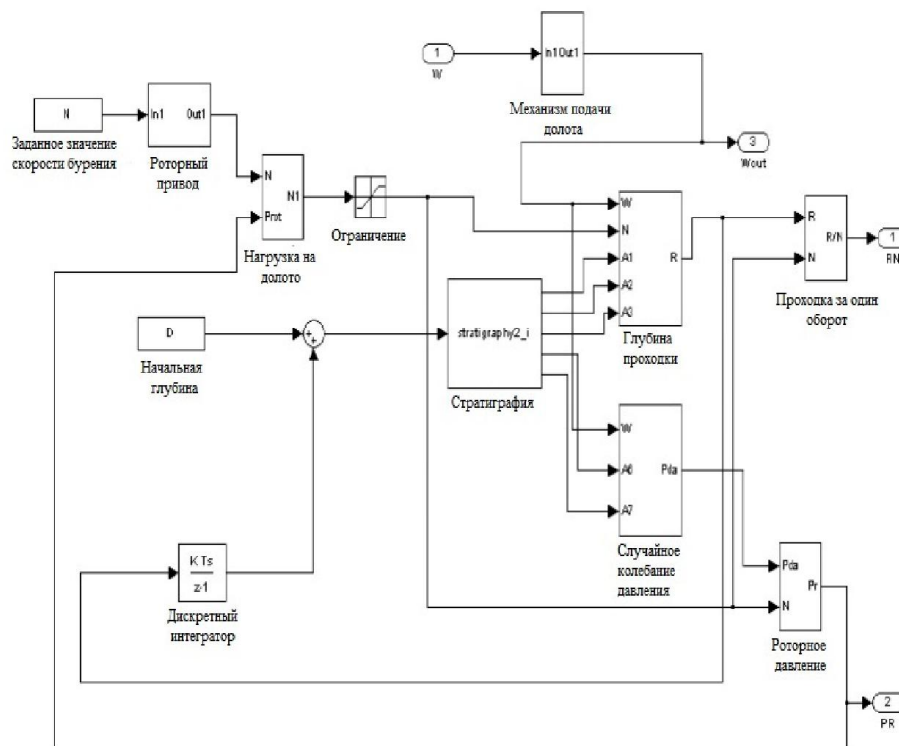 1
W
In1 Out1
Механизм подачи
долота
3
Wout
N
Заданное значение
скорости бурения
In1 Out1
Роторный
привод
N
Prot
N1
Нагрузка на
долото
Ограничение
W
N
A1
A2
A3
R
Глубина
проходки
R
N
R/N
1
RN
Проходка за один
оборот
D
Начальная
глубина
+
+
stratigraphy2_i
Стратиграфия
W
A6
A7
Pda
Случайное
колебание
давления
K Ts
z-1
Дискретный
интегратор
Pda
N
Pr
Роторное
давление
2
PR